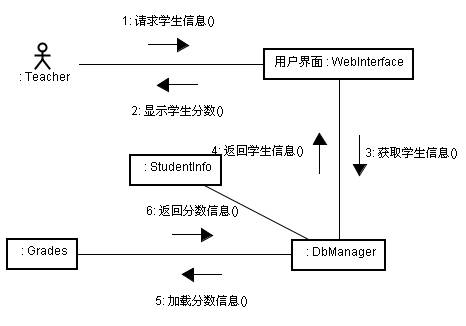 1: 请求学生信息()
: Teacher
用户界面 : WebInterface
2: 显示学生分数()
4: 返回学生信息()
3: 获取学生信息()
: StudentInfo
6: 返回分数信息()
: Grades
: DbManager
5: 加载分数信息()